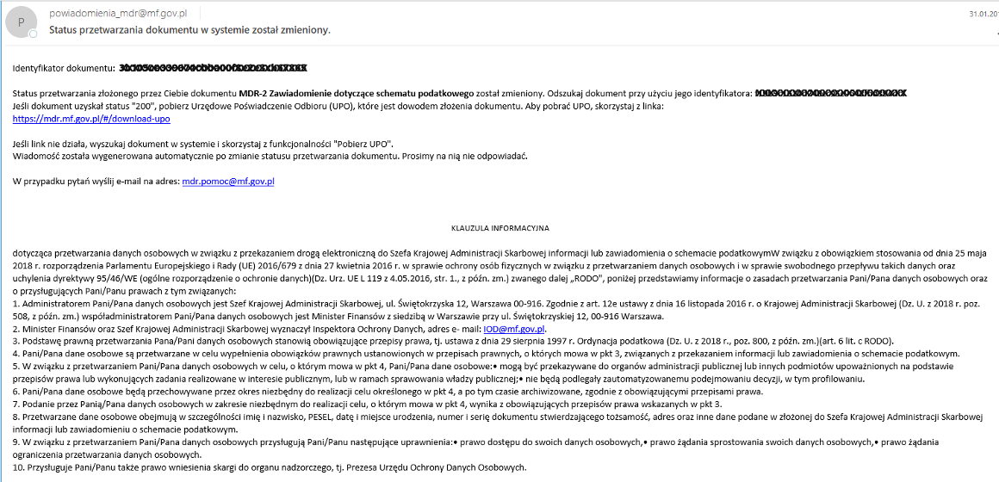 P
powiadomienia_mdr@mf.gov.pl
31.01.20
Status przetwarzania dokumentu w systemie został zmieniony.
Identyfikator dokumentu:
Status przetwarzania złożonego przez Ciebie dokumentu MDR-2 Zawiadomienie dotyczące schematu podatkowego został zmieniony. Odszukaj dokument przy użyciu jego identyfikatora:
Jeśli dokument uzyskał status "200", pobierz Urzędowe Poświadczenie Odbioru (UPO), które jest dowodem złożenia dokumentu. Aby pobrać UPO, skorzystaj z linka:
https://mdr.mf.gov.pl/#/download-upo
Jeśli link nie działa, wyszukaj dokument w systemie i skorzystaj z funkcjonalności "Pobierz UPO".
Wiadomość została wygenerowana automatycznie po zmianie statusu przetwarzania dokumentu. Prosimy na nią nie odpowiadać.
W przypadku pytań wyślij e-mail na adres: mdr.pomoc@mf.gov.pl
KLAUZULA INFORMACYJNA
dotycząca przetwarzania danych osobowych w związku z przekazaniem drogą elektroniczną do Szefa Krajowej Administracji Skarbowej informacji lub zawiadomienia o schemacie podatkowymW związku z obowiązkiem stosowania od dnia 25 maja
2018 r. rozporządzenia Parlamentu Europejskiego i Rady (UE) 2016/679 z dnia 27 kwietnia 2016 r. w sprawie ochrony osób fizycznych w związku z przetwarzaniem danych osobowych i w sprawie swobodnego przepływu takich danych oraz
uchylenia dyrektywy 95/46/WE (ogólne rozporządzenie o ochronie danych)(Dz. Urz. UE L 119 z 4.05.2016, str. 1., z późn. zm.) zwanego dalej „RODO", poniżej przedstawiamy informacje o zasadach przetwarzania Pani/Pana danych osobowych oraz
o przysługujących Pani/Panu prawach z tym związanych:
1. Administratorem Pani/Pana danych osobowych jest Szef Krajowej Administracji Skarbowej, ul. Świętokrzyska 12, Warszawa 00-916. Zgodnie z art. 12e ustawy z dnia 16 listopada 2016 r. o Krajowej Administracji Skarbowej (Dz. U. z 2018 r. poz.
508, z późn. zm.) współadministratorem Pani/Pana danych osobowych jest Minister Finansów z siedzibą w Warszawie przy ul. Świętokrzyskiej 12, 00-916 Warszawa.
2. Minister Finansów oraz Szef Krajowej Administracji Skarbowej wyznaczył Inspektora Ochrony Danych, adres e- mail: IOD@mf.gov.pl.
3. Podstawę prawną przetwarzania Pana/Pani danych osobowych stanowią obowiązujące przepisy prawa, tj. ustawa z dnia 29 sierpnia 1997 r. Ordynacja podatkowa (Dz. U. z 2018 r., poz. 800, z późn. zm.)(art. 6 lit. c RODO).
4. Pani/Pana dane osobowe są przetwarzane w celu wypełnienia obowiązków prawnych ustanowionych w przepisach prawnych, o których mowa w pkt 3, związanych z przekazaniem informacji lub zawiadomienia o schemacie podatkowym.
5. W związku z przetwarzaniem Pani/Pana danych osobowych w celu, o którym mowa w pkt 4, Pani/Pana dane osobowe:• mogą być przekazywane do organów administracji publicznej lub innych podmiotów upoważnionych na podstawie
przepisów prawa lub wykonujących zadania realizowane w interesie publicznym, lub w ramach sprawowania władzy publicznej;• nie będą podlegały zautomatyzowanemu podejmowaniu decyzji, w tym profilowaniu.
6. Pani/Pana dane osobowe będą przechowywane przez okres niezbędny do realizacji celu określonego w pkt 4, a po tym czasie archiwizowane, zgodnie z obowiązującymi przepisami prawa.
7. Podanie przez Panią/Pana danych osobowych w zakresie niezbędnym do realizacji celu, o którym mowa w pkt 4, wynika z obowiązujących przepisów prawa wskazanych w pkt 3.
8. Przetwarzane dane osobowe obejmują w szczególności imię i nazwisko, PESEL, datę i miejsce urodzenia, numer i serię dokumentu stwierdzającego tożsamość, adres oraz inne dane podane w złożonej do Szefa Krajowej Administracji Skarbowej
informacji lub zawiadomieniu o schemacie podatkowym.
9. W związku z przetwarzaniem Pani/Pana danych osobowych przysługują Pani/Panu następujące uprawnienia:• prawo dostępu do swoich danych osobowych,• prawo żądania sprostowania swoich danych osobowych,• prawo żądania
ograniczenia przetwarzania danych osobowych.
10. Przysługuje Pani/Panu także prawo wniesienia skargi do organu nadzorczego, tj. Prezesa Urzędu Ochrony Danych Osobowych.